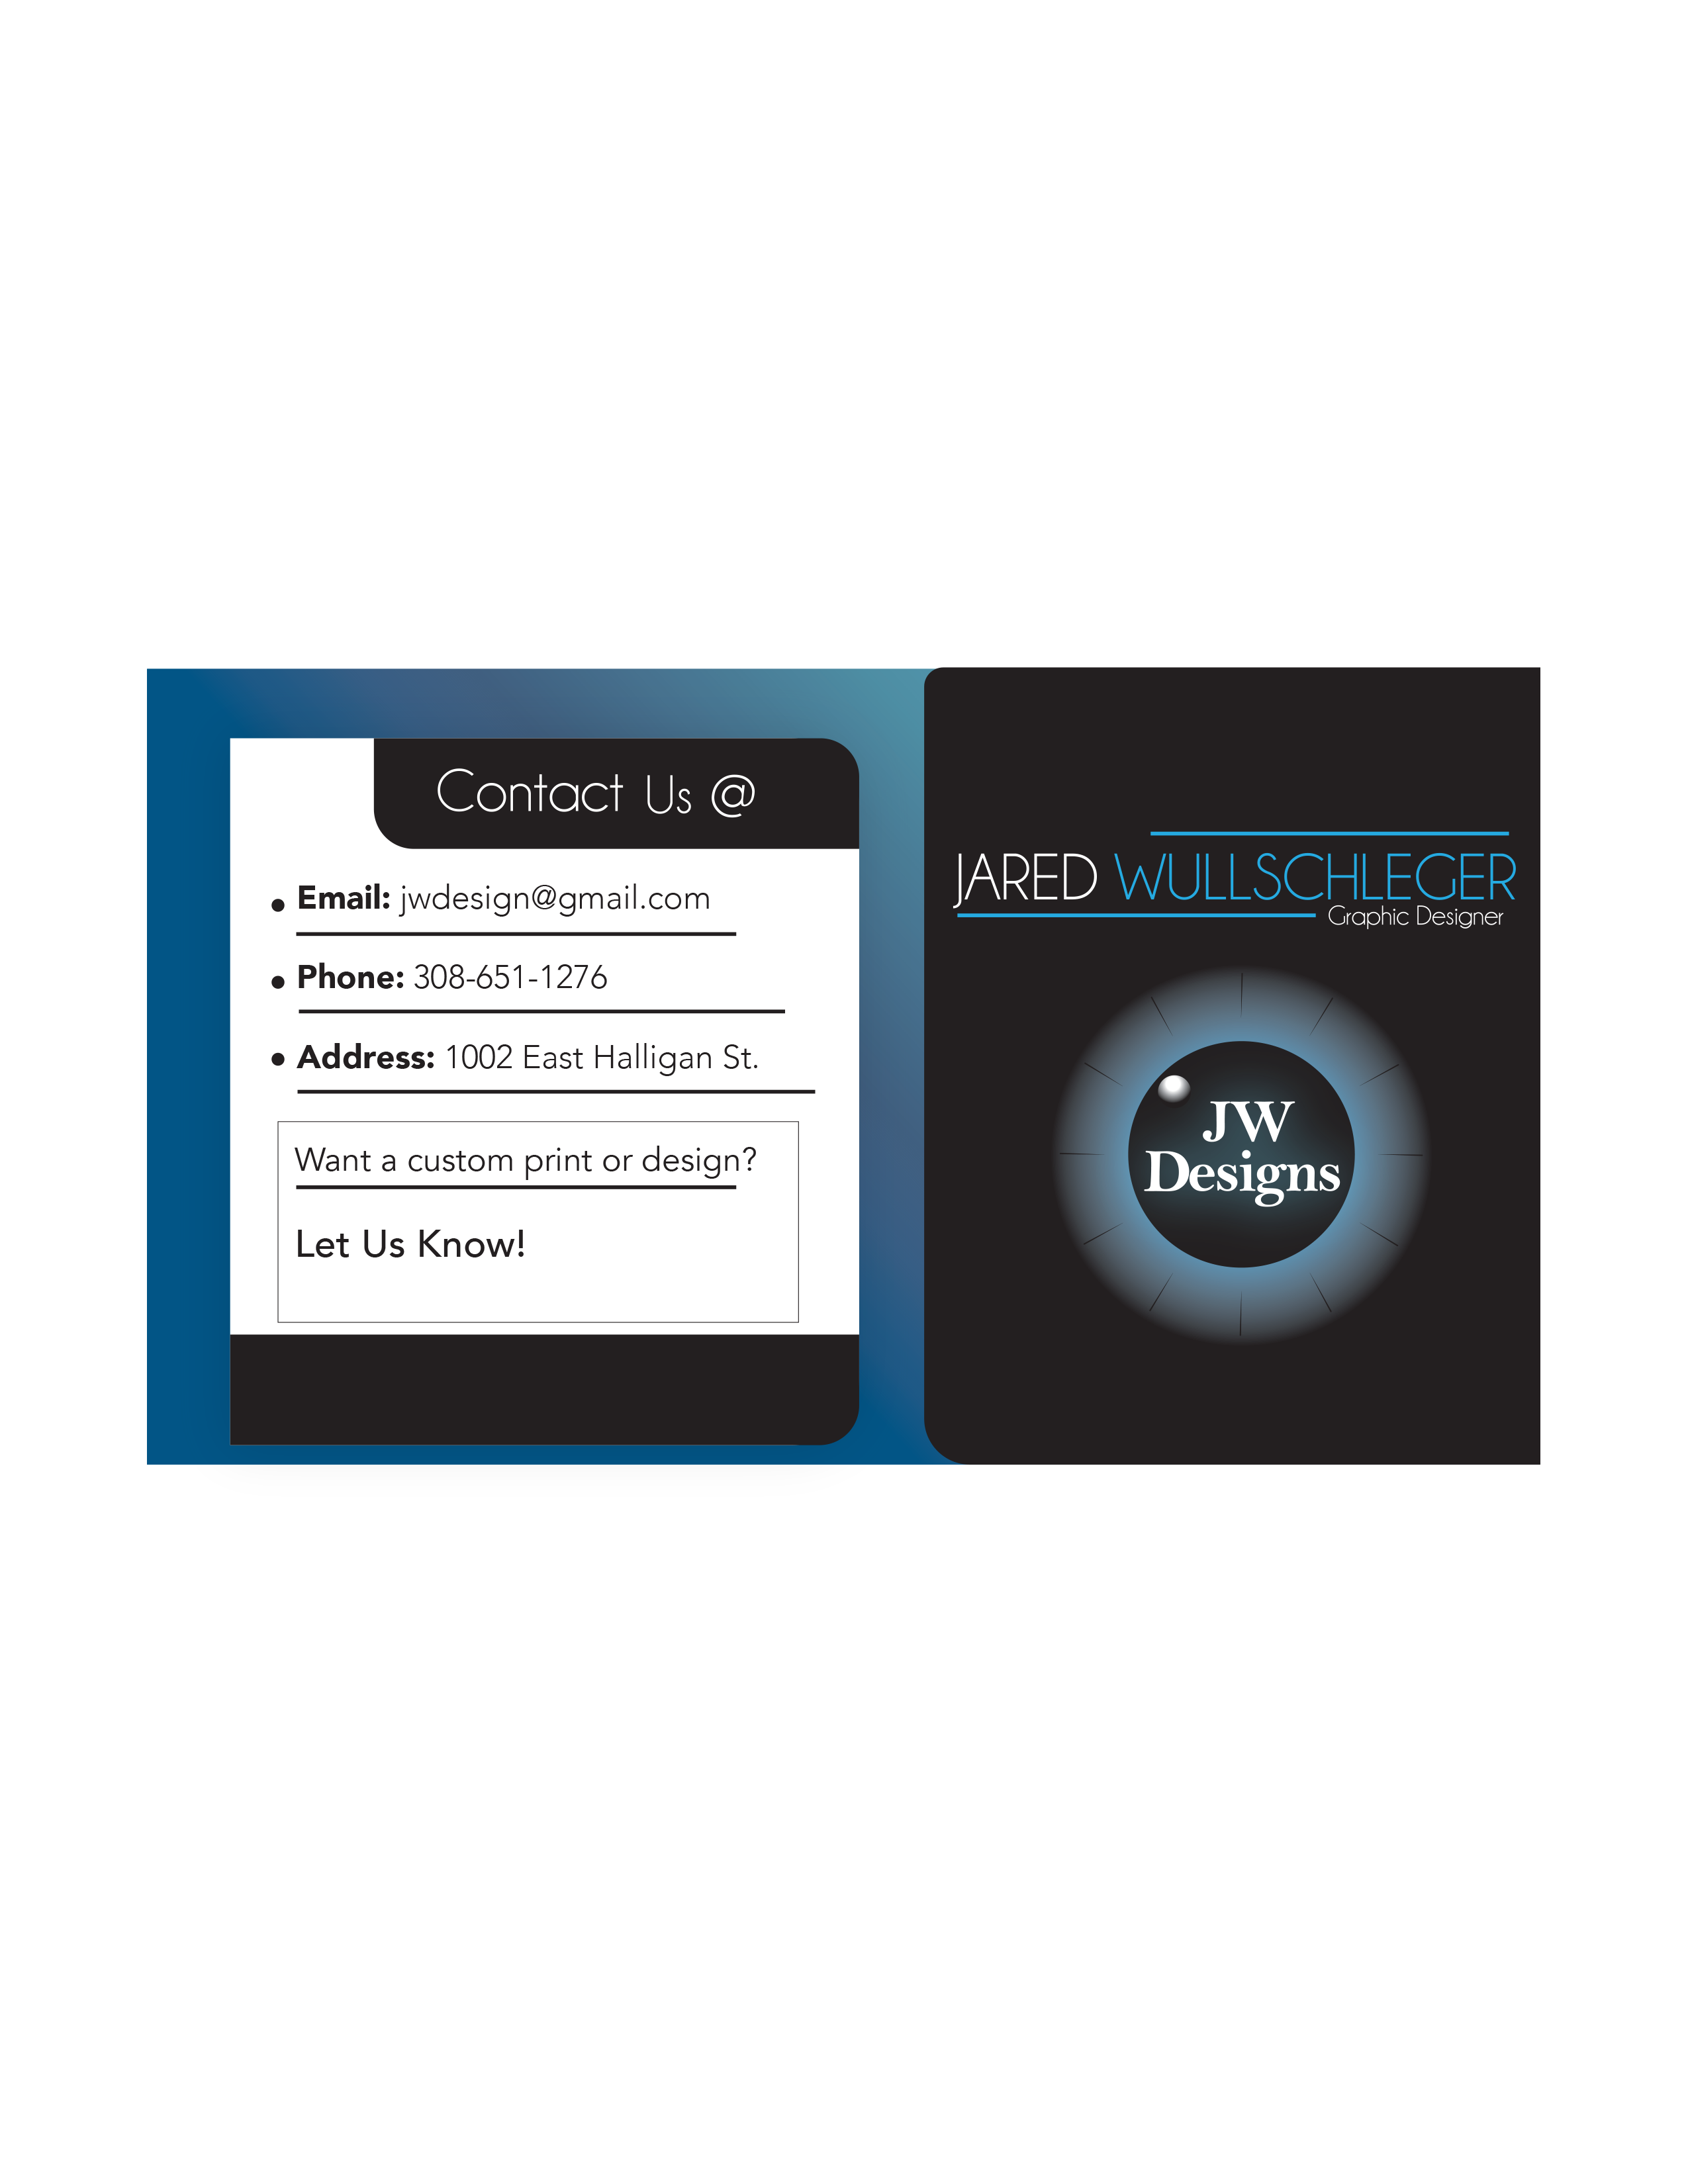 Contact Us @
Email: jwdesign@gmail.com
Phone: 308-651-1276
Address: 1002 East Halligan St.
Want a custom print or design?
Let Us Know!
JARED WULLSCHLEGER
Graphic Designer
JW
Designs